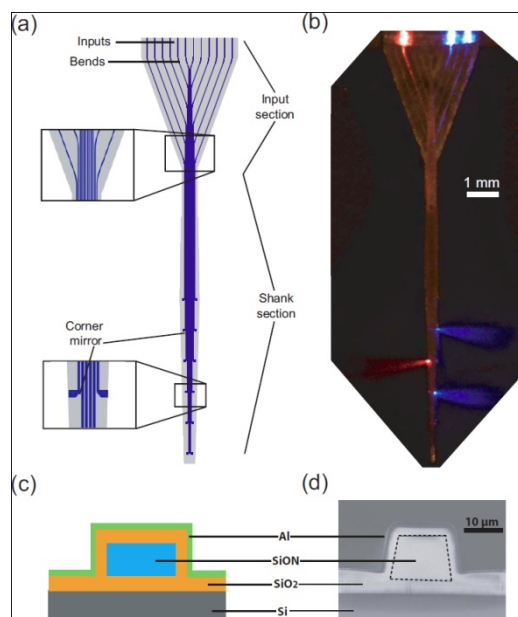 (a)
Inputs
Bends
Input
section
Corner
mirror
Shank
section
(b)
1 mm
(c)
Al
SiON
SiO2
Si
(d)
10 µm